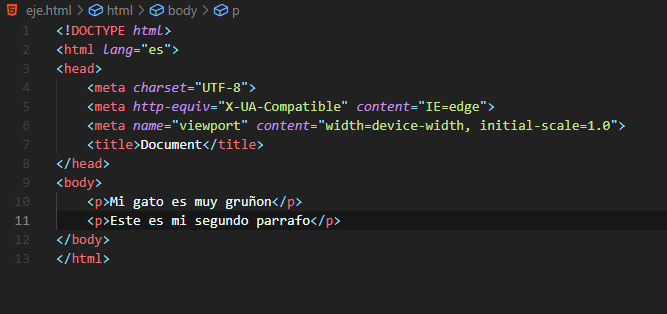 eje.html > html > body > p
1 <!DOCTYPE html>
2 <html lang="es">
3 <head>
4     <meta charset="UTF-8">
5     <meta http-equiv="X-UA-Compatible" content="IE=edge">
6     <meta name="viewport" content="width=device-width, initial-scale=1.0">
7     <title>Document</title>
8 </head>
9 <body>
10     <p>Mi gato es muy gruñon</p>
11     <p>Este es mi segundo parrafo</p>
12 </body>
13 </html>